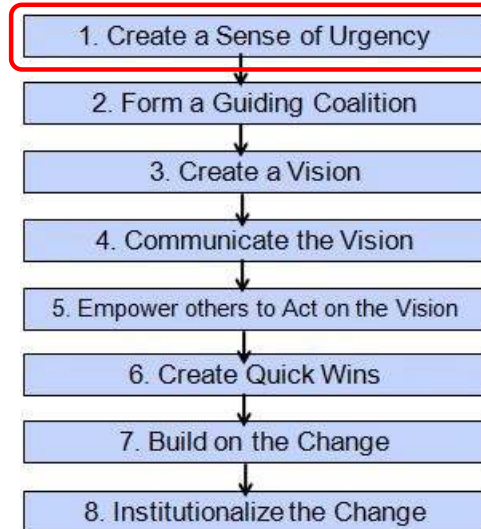 1. Create a Sense of Urgency
2. Form a Guiding Coalition
3. Create a Vision
4. Communicate the Vision
5. Empower others to Act on the Vision
6. Create Quick Wins
7. Build on the Change
8. Institutionalize the Change